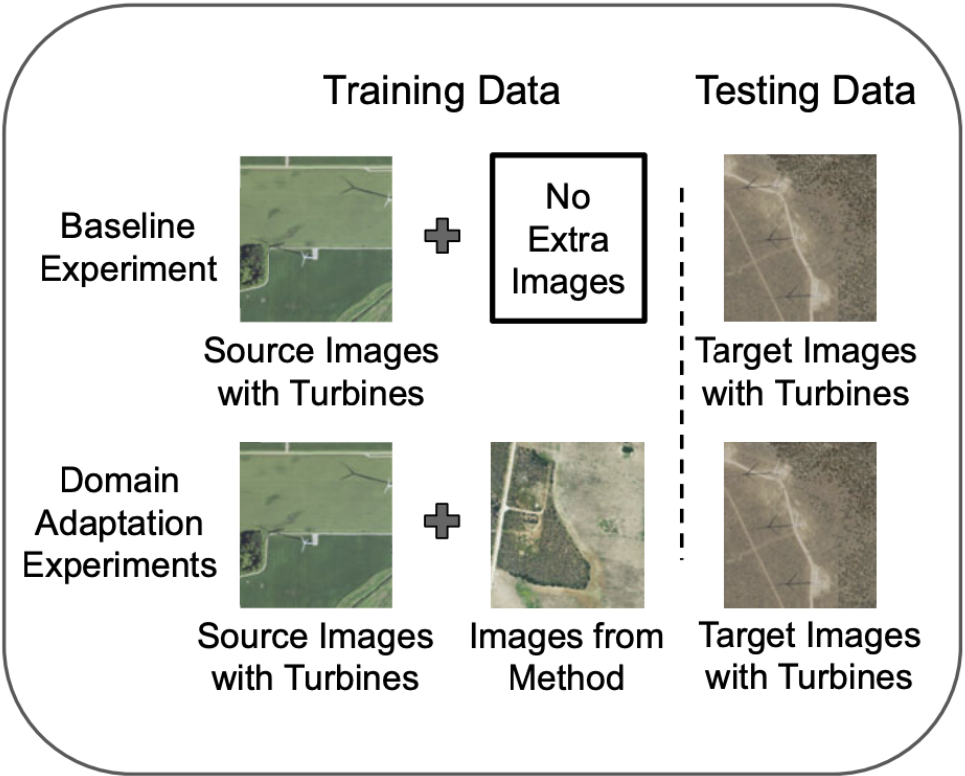 Training Data
Testing Data
Baseline
Experiment
No
Extra
Images
Source Images
with Turbines
Target Images
with Turbines
Domain
Adaptation
Experiments
Source Images
with Turbines
Images from
Method
Target Images
with Turbines